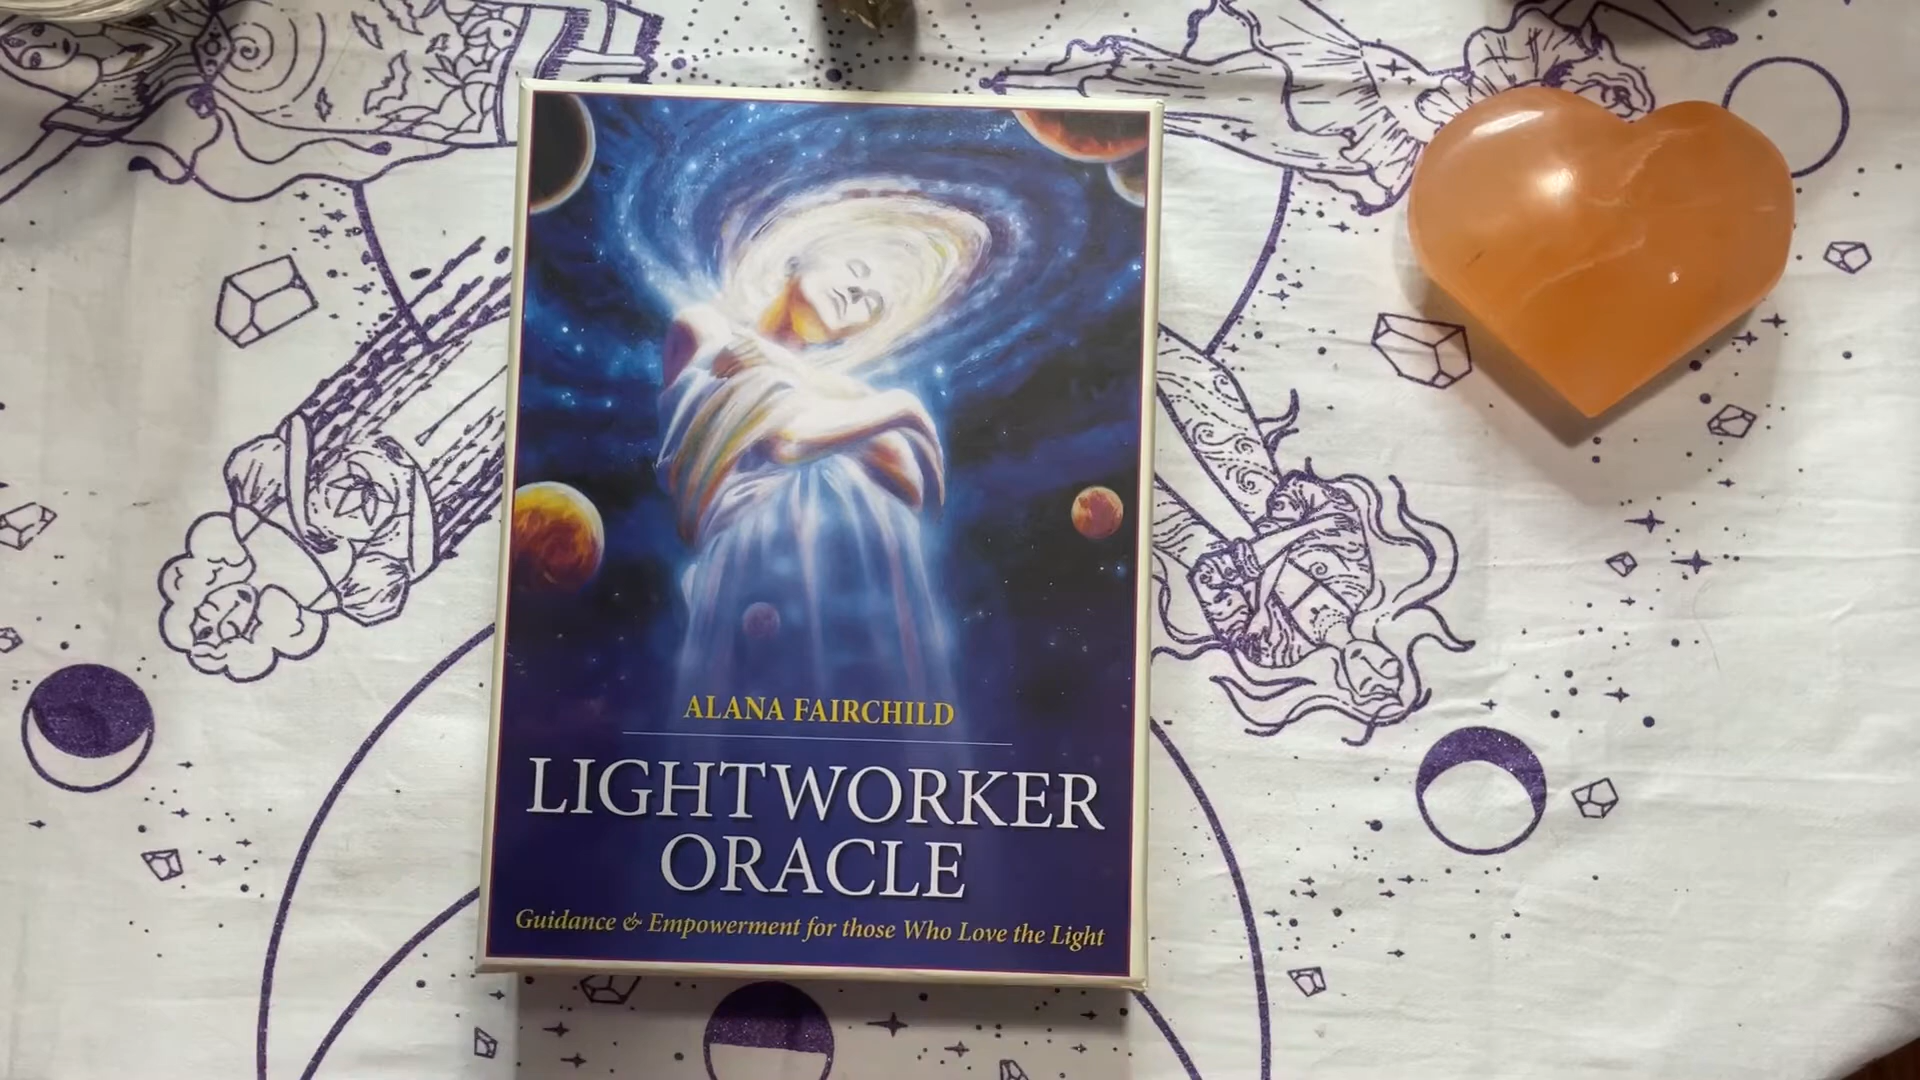 ALANA FAIRCHILD
LIGHTWORKER
ORACLE
Guidance & Empowerment for those Who Love the Light